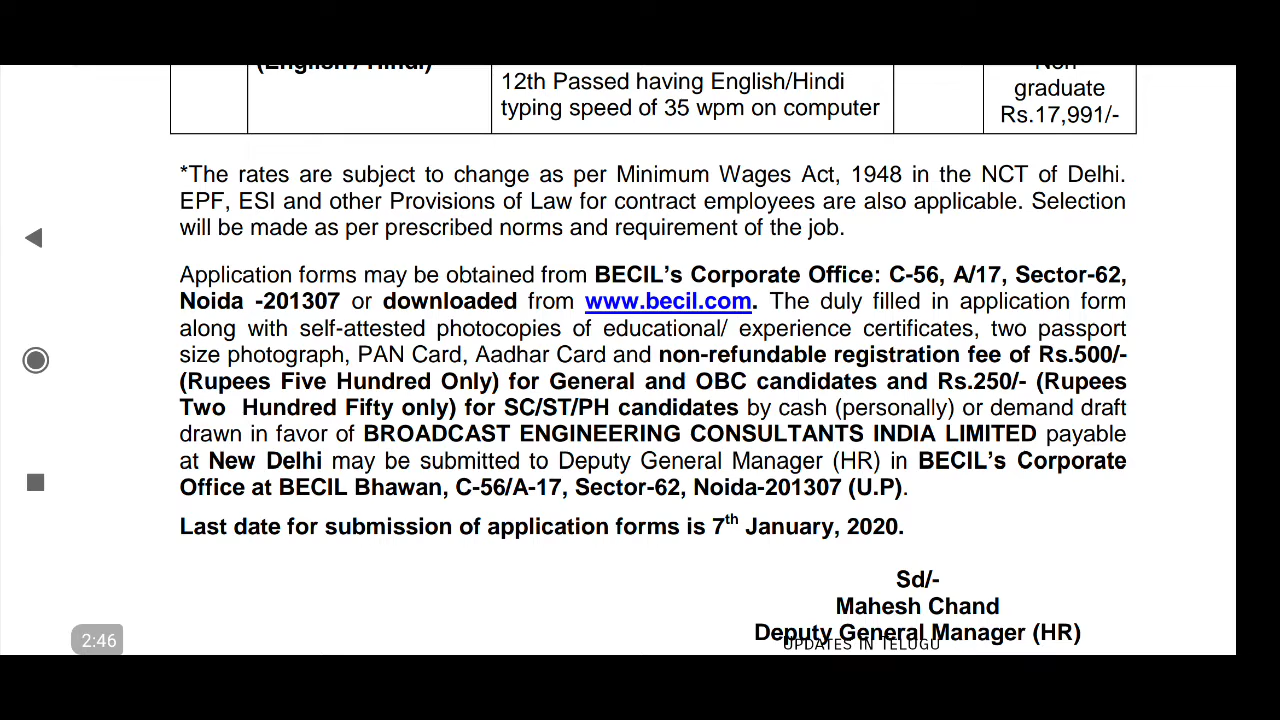 (English / Hindi)
Non
12th Passed having English/Hindi
typing speed of 35 wpm on computer
graduate
Rs.17,991/-
*The rates are subject to change as per Minimum Wages Act, 1948 in the NCT of Delhi.
EPF, ESI and other Provisions of Law for contract employees are also applicable. Selection
will be made as per prescribed norms and requirement of the job.
Application forms may be obtained from BECIL’s Corporate Office: C-56, A/17, Sector-62,
Noida -201307 or downloaded from www.becil.com. The duly filled in application form
along with self-attested photocopies of educational/ experience certificates, two passport
size photograph, PAN Card, Aadhar Card and non-refundable registration fee of Rs.500/-
(Rupees Five Hundred Only) for General and OBC candidates and Rs.250/- (Rupees
Two Hundred Fifty only) for SC/ST/PH candidates by cash (personally) or demand draft
drawn in favor of BROADCAST ENGINEERING CONSULTANTS INDIA LIMITED payable
at New Delhi may be submitted to Deputy General Manager (HR) in BECIL’s Corporate
Office at BECIL Bhawan, C-56/A-17, Sector-62, Noida-201307 (U.P).
Last date for submission of application forms is 7th January, 2020.
Sd/-
Mahesh Chand
Deputy General Manager (HR)
UPDATES IN TELUGU
2:46